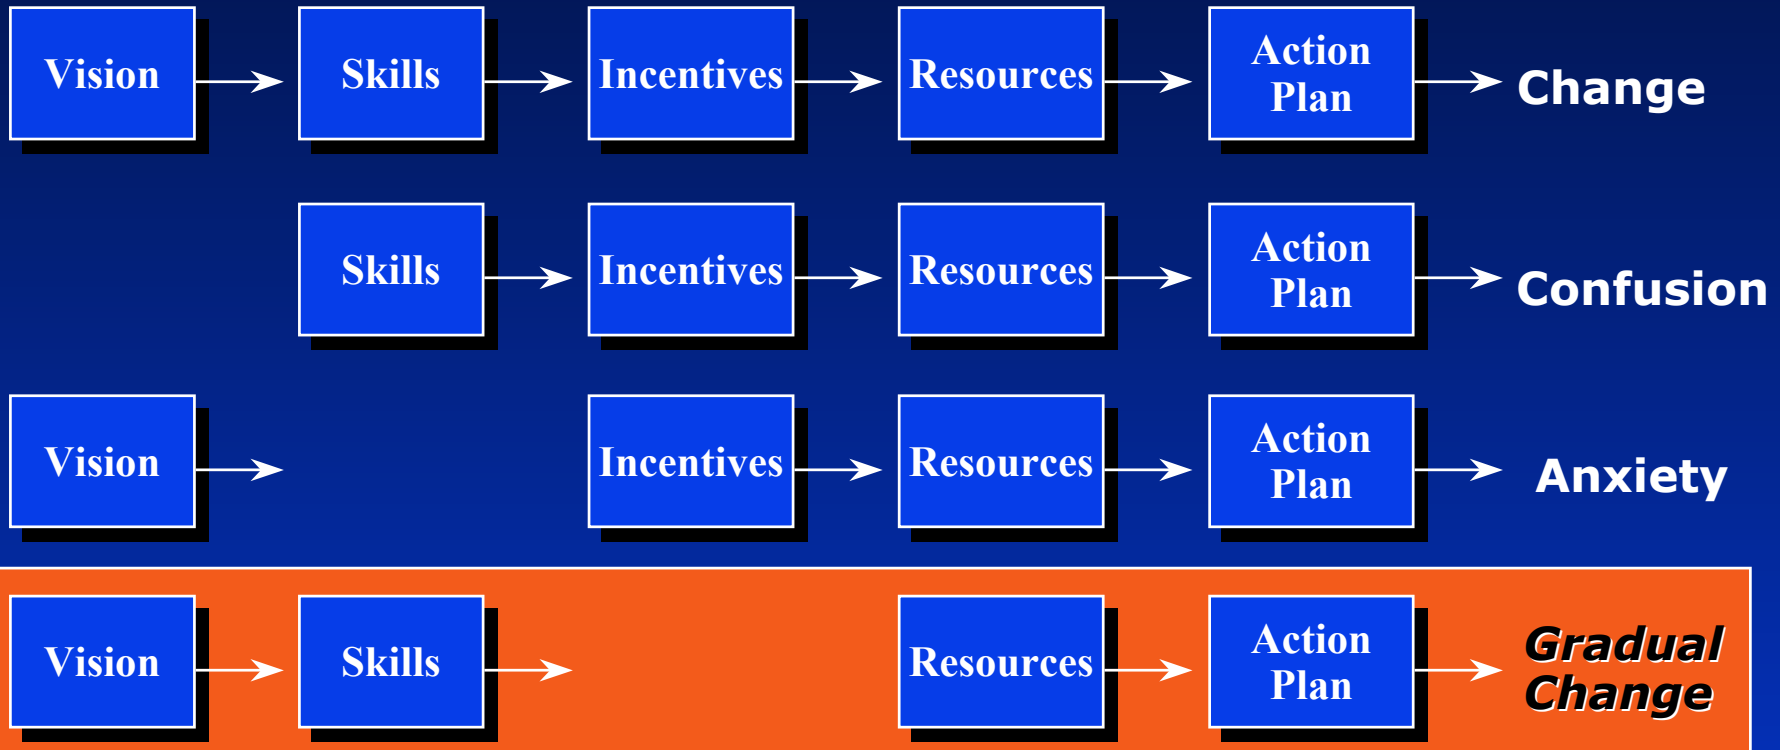 Vision Skills Incentives Resources Action
Plan Change
Skills Incentives Resources Action
Plan Confusion
Vision Incentives Resources Action
Plan Anxiety
Vision Skills Resources Action
Plan Gradual
Change